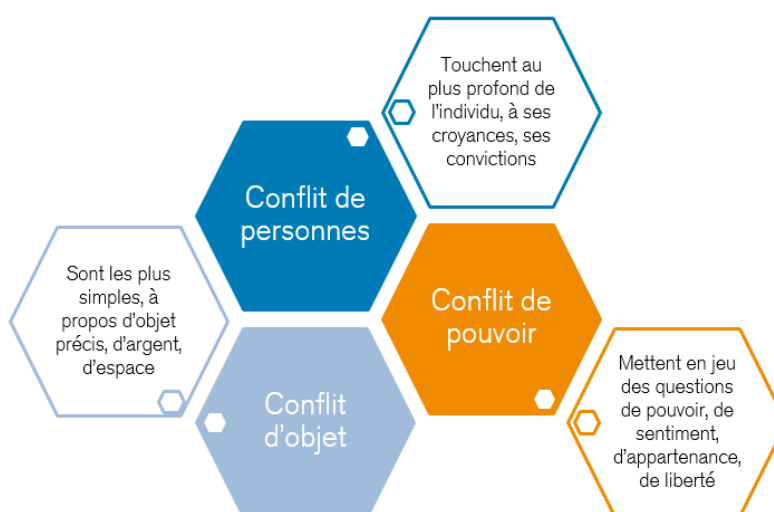 Touchent au
plus profond de
l'individu, à ses
croyances, ses
convictions
Conflit de
personnes
Sont les plus
simples, à
propos d'objet
précis, d'argent,
d'espace
Conflit de
pouvoir
Conflit
d'objet
Mettent en jeu
des questions
de pouvoir, de
sentiment,
d'appartenance,
de liberté